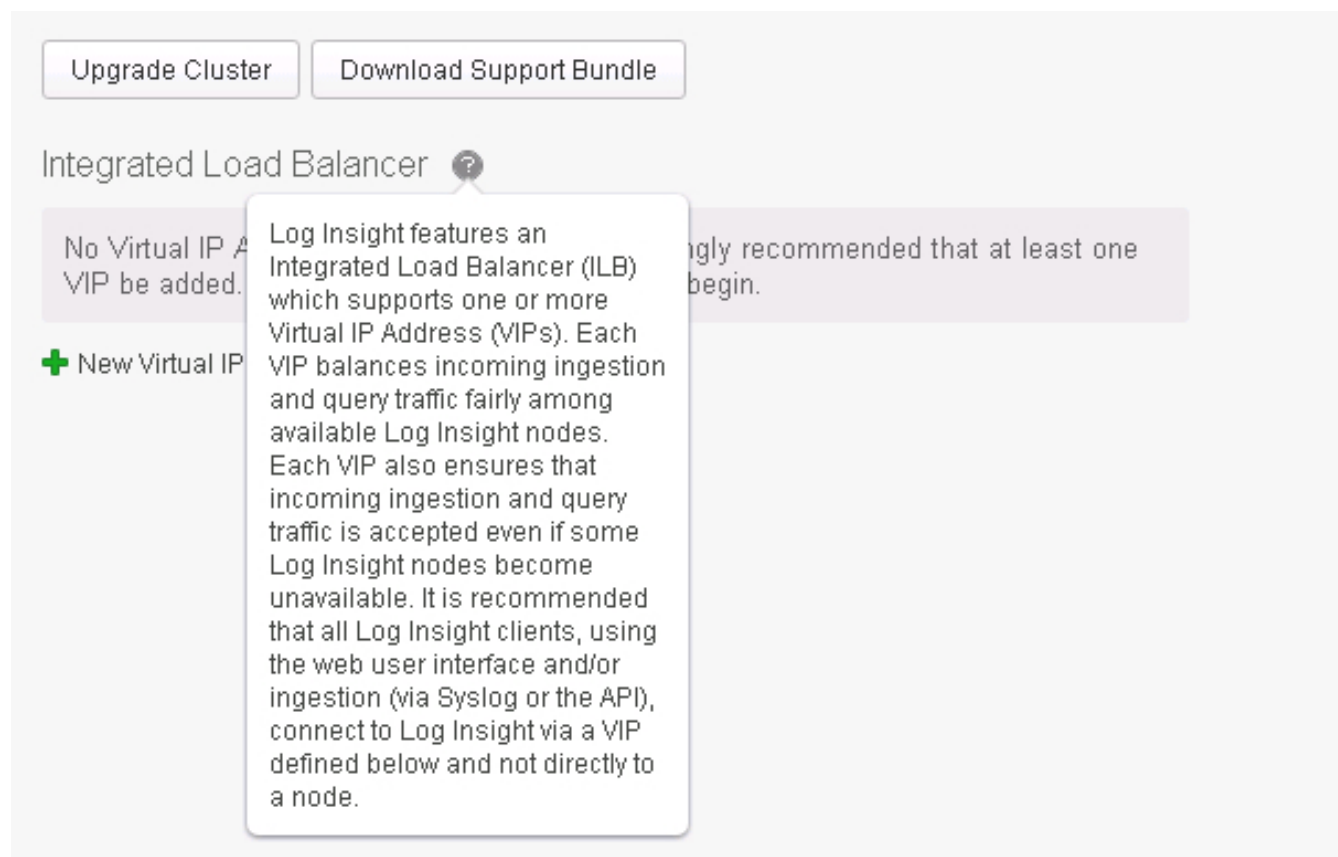 Upgrade Cluster
Download Support Bundle
Integrated Load Balancer ?
No Virtual IP A
ngly recommended that at least one
VIP be added.
begin.
New Virtual IP
Log Insight features an
Integrated Load Balancer (ILB)
which supports one or more
Virtual IP Address (VIPs). Each
VIP balances incoming ingestion
and query traffic fairly among
available Log Insight nodes.
Each VIP also ensures that
incoming ingestion and query
traffic is accepted even if some
Log Insight nodes become
unavailable. It is recommended
that all Log Insight clients, using
the web user interface and/or
ingestion (via Syslog or the API),
connect to Log Insight via a VIP
defined below and not directly to
a node.